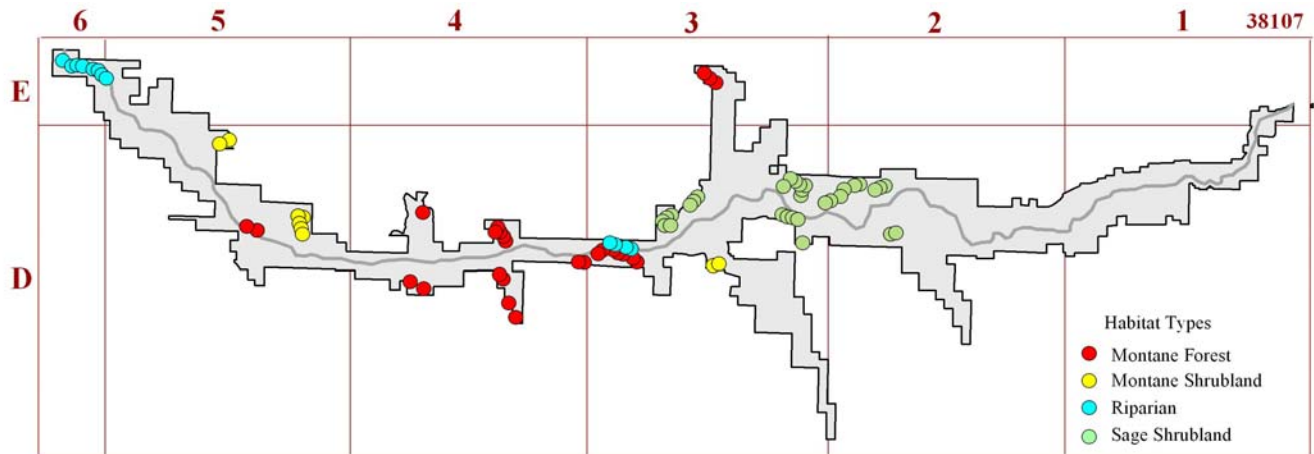 6 5 4 3 2 1 38107
E
D
Habitat Types
Montane Forest
Montane Shrubland
Riparian
Sage Shrubland